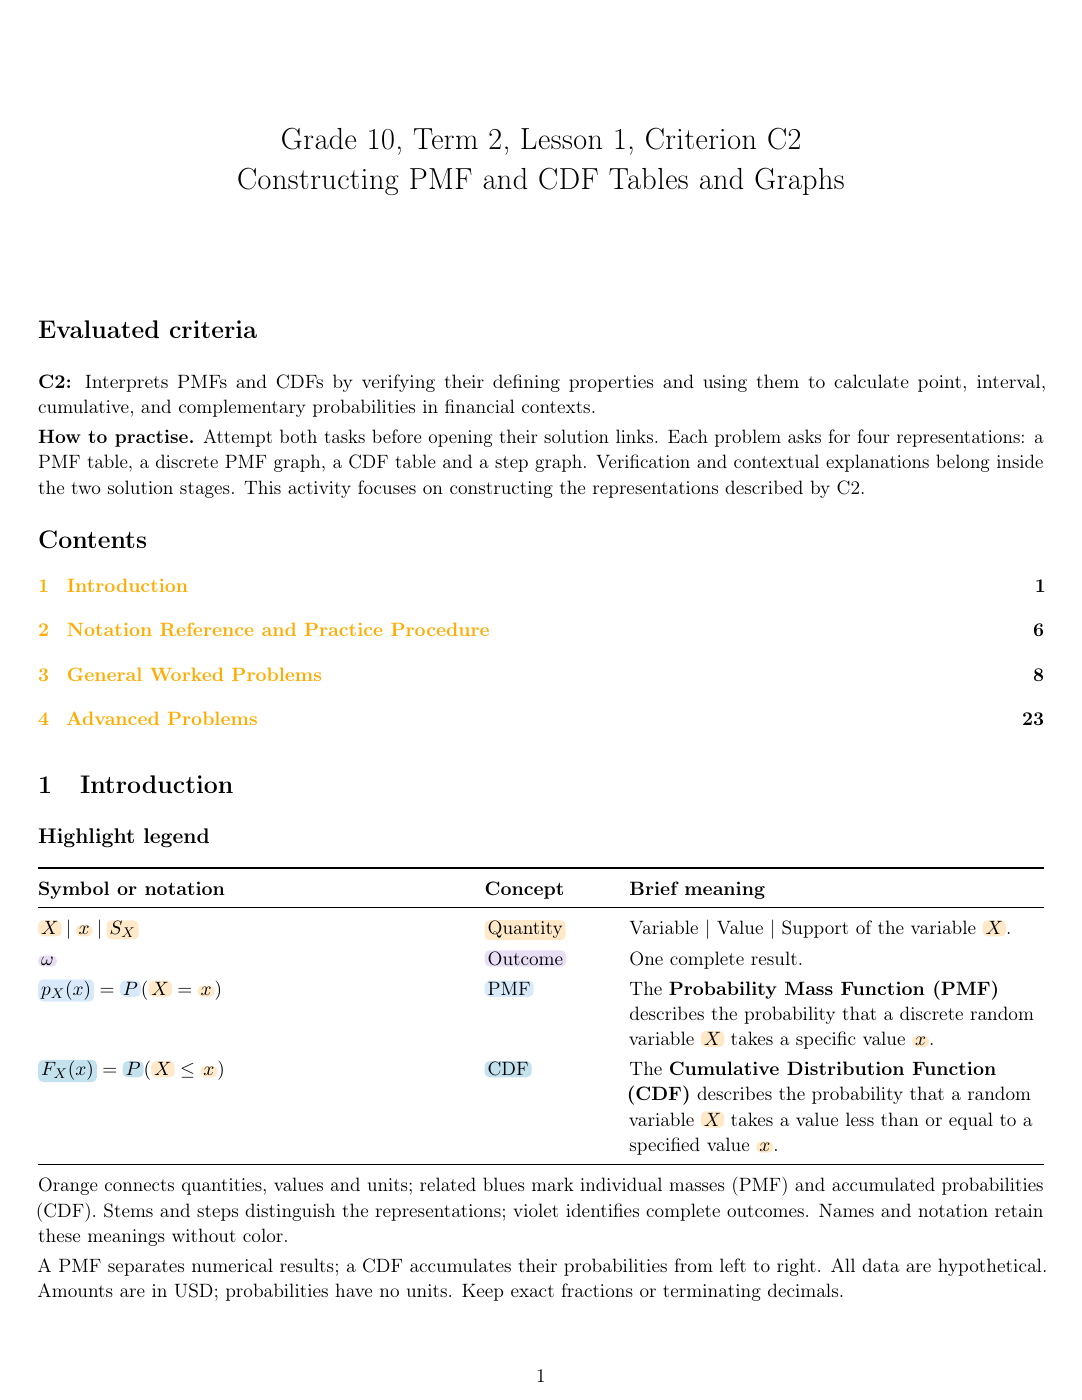 Grade 10, Term 2, Lesson 1, Criterion C2
Constructing PMF and CDF Tables and Graphs
Evaluated criteria
C2: Interprets PMFs and CDFs by verifying their defining properties and using them to calculate point, interval,
cumulative, and complementary probabilities in financial contexts.
How to practise. Attempt both tasks before opening their solution links. Each problem asks for four representations: a
PMF table, a discrete PMF graph, a CDF table and a step graph. Verification and contextual explanations belong inside
the two solution stages. This activity focuses on constructing the representations described by C2.
Contents
1 Introduction 1
2 Notation Reference and Practice Procedure 6
3 General Worked Problems 8
4 Advanced Problems 23
1 Introduction
Highlight legend
Symbol or notation Concept Brief meaning
X | x | S_X Quantity Variable | Value | Support of the variable X.
ω Outcome One complete result.
p_X(x) = P(X = x) PMF The Probability Mass Function (PMF)
describes the probability that a discrete random
variable X takes a specific value x.
F_X(x) = P(X ≤ x) CDF The Cumulative Distribution Function
(CDF) describes the probability that a random
variable X takes a value less than or equal to a
specified value x.
Orange connects quantities, values and units; related blues mark individual masses (PMF) and accumulated probabilities
(CDF). Stems and steps distinguish the representations; violet identifies complete outcomes. Names and notation retain
these meanings without color.
A PMF separates numerical results; a CDF accumulates their probabilities from left to right. All data are hypothetical.
Amounts are in USD; probabilities have no units. Keep exact fractions or terminating decimals.
1